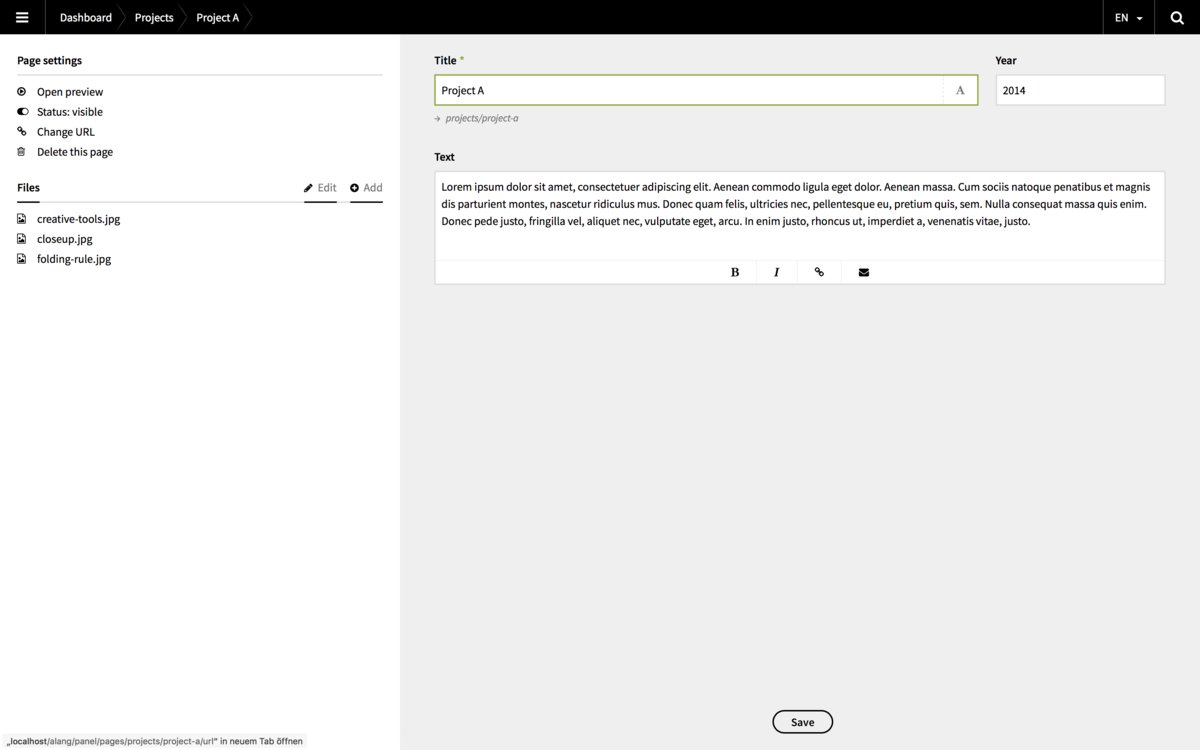 Dashboard Projects Project A EN
Page settings
Open preview
Status: visible
Change URL
Delete this page
Files Edit Add
creative-tools.jpg
closeup.jpg
folding-rule.jpg
Title * Year
Project A A 2014
→ projects/project-a
Text
Lorem ipsum dolor sit amet, consectetuer adipiscing elit. Aenean commodo ligula eget dolor. Aenean massa. Cum sociis natoque penatibus et magnis
dis parturient montes, nascetur ridiculus mus. Donec quam felis, ultricies nec, pellentesque eu, pretium quis, sem. Nulla consequat massa quis enim.
Donec pede justo, fringilla vel, aliquet nec, vulputate eget, arcu. In enim justo, rhoncus ut, imperdiet a, venenatis vitae, justo.
B I
Save
„localhost/alang/panel/pages/projects/project-a/url“ in neuem Tab öffnen